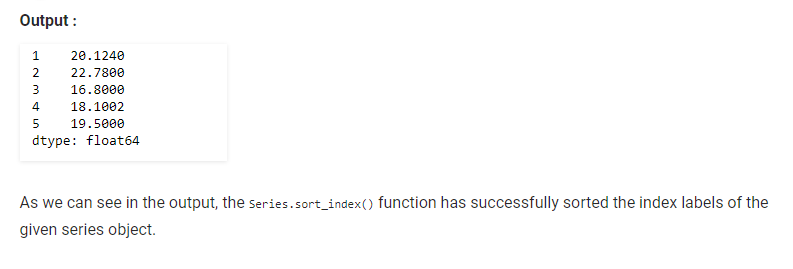 Output :
1    20.1240
2    22.7800
3    16.8000
4    18.1002
5    19.5000
dtype: float64
As we can see in the output, the Series.sort_index() function has successfully sorted the index labels of the
given series object.